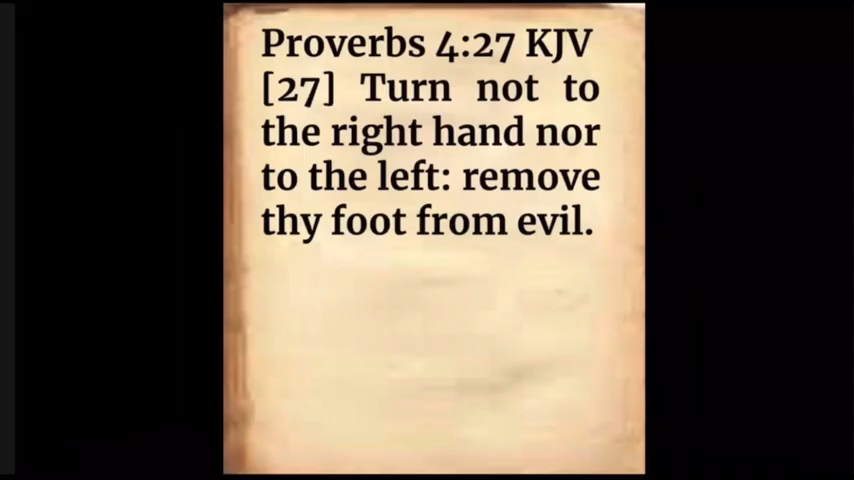 Proverbs 4:27 KJV
[27] Turn not to
the right hand nor
to the left: remove
thy foot from evil.